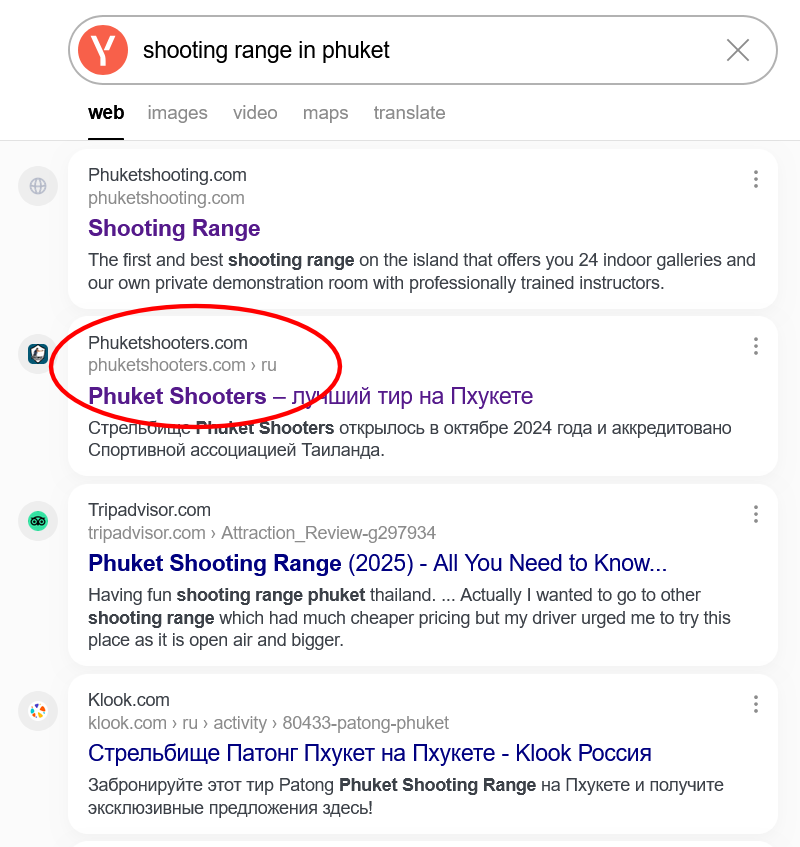 shooting range in phuket
web images video maps translate
Phuketshooting.com
phuketshooting.com
Shooting Range
The first and best shooting range on the island that offers you 24 indoor galleries and
our own private demonstration room with professionally trained instructors.
Phuketshooters.com
phuketshooters.com › ru
Phuket Shooters – лучший тир на Пхукете
Стрельбище Phuket Shooters открылось в октябре 2024 года и аккредитовано
Спортивной ассоциацией Таиланда.
Tripadvisor.com
tripadvisor.com › Attraction_Review-g297934
Phuket Shooting Range (2025) - All You Need to Know...
Having fun shooting range phuket thailand. ... Actually I wanted to go to other
shooting range which had much cheaper pricing but my driver urged me to try this
place as it is open air and bigger.
Klook.com
klook.com › ru › activity › 80433-patong-phuket
Стрельбище Патонг Пхукет на Пхукете - Klook Россия
Забронируйте этот тир Patong Phuket Shooting Range на Пхукете и получите
эксклюзивные предложения здесь!